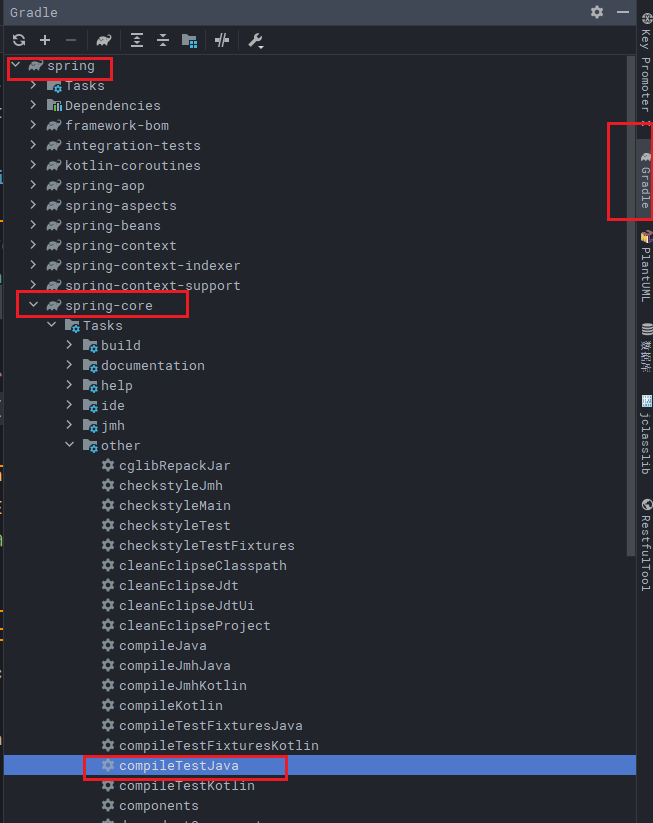 Gradle
spring
Tasks
Dependencies
framework-bom
integration-tests
kotlin-coroutines
spring-aop
spring-aspects
spring-beans
spring-context
spring-context-indexer
spring-context-support
spring-core
Tasks
build
documentation
help
ide
jmh
other
cglibRepackJar
checkstyleJmh
checkstyleMain
checkstyleTest
checkstyleTestFixtures
cleanEclipseClasspath
cleanEclipseJdt
cleanEclipseJdtUi
cleanEclipseProject
compileJava
compileJmhJava
compileJmhKotlin
compileKotlin
compileTestFixturesJava
compileTestFixturesKotlin
compileTestJava
compileTestKotlin
components
Key Promoter
Gradle
PlantUML
数据库
jclasslib
RestfulTool